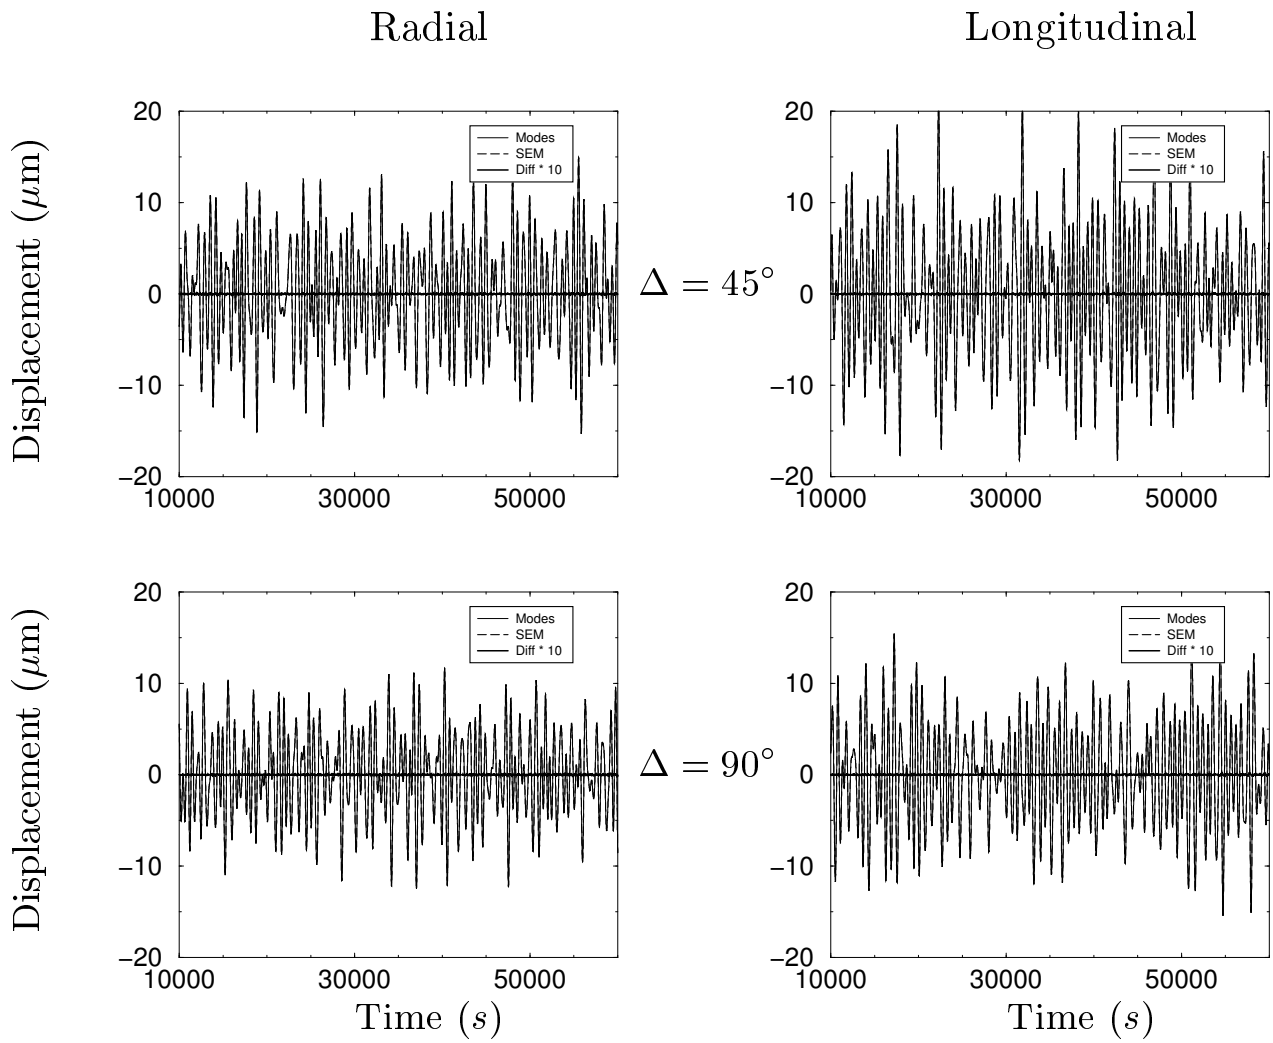 Radial
Longitudinal
Displacement (μm)
20
10
0
−10
−20
10000 30000 50000
Modes
SEM
Diff * 10
Δ = 45°
20
10
0
−10
−20
10000 30000 50000
Modes
SEM
Diff * 10
Displacement (μm)
20
10
0
−10
−20
10000 30000 50000
Time (s)
Modes
SEM
Diff * 10
Δ = 90°
20
10
0
−10
−20
10000 30000 50000
Time (s)
Modes
SEM
Diff * 10